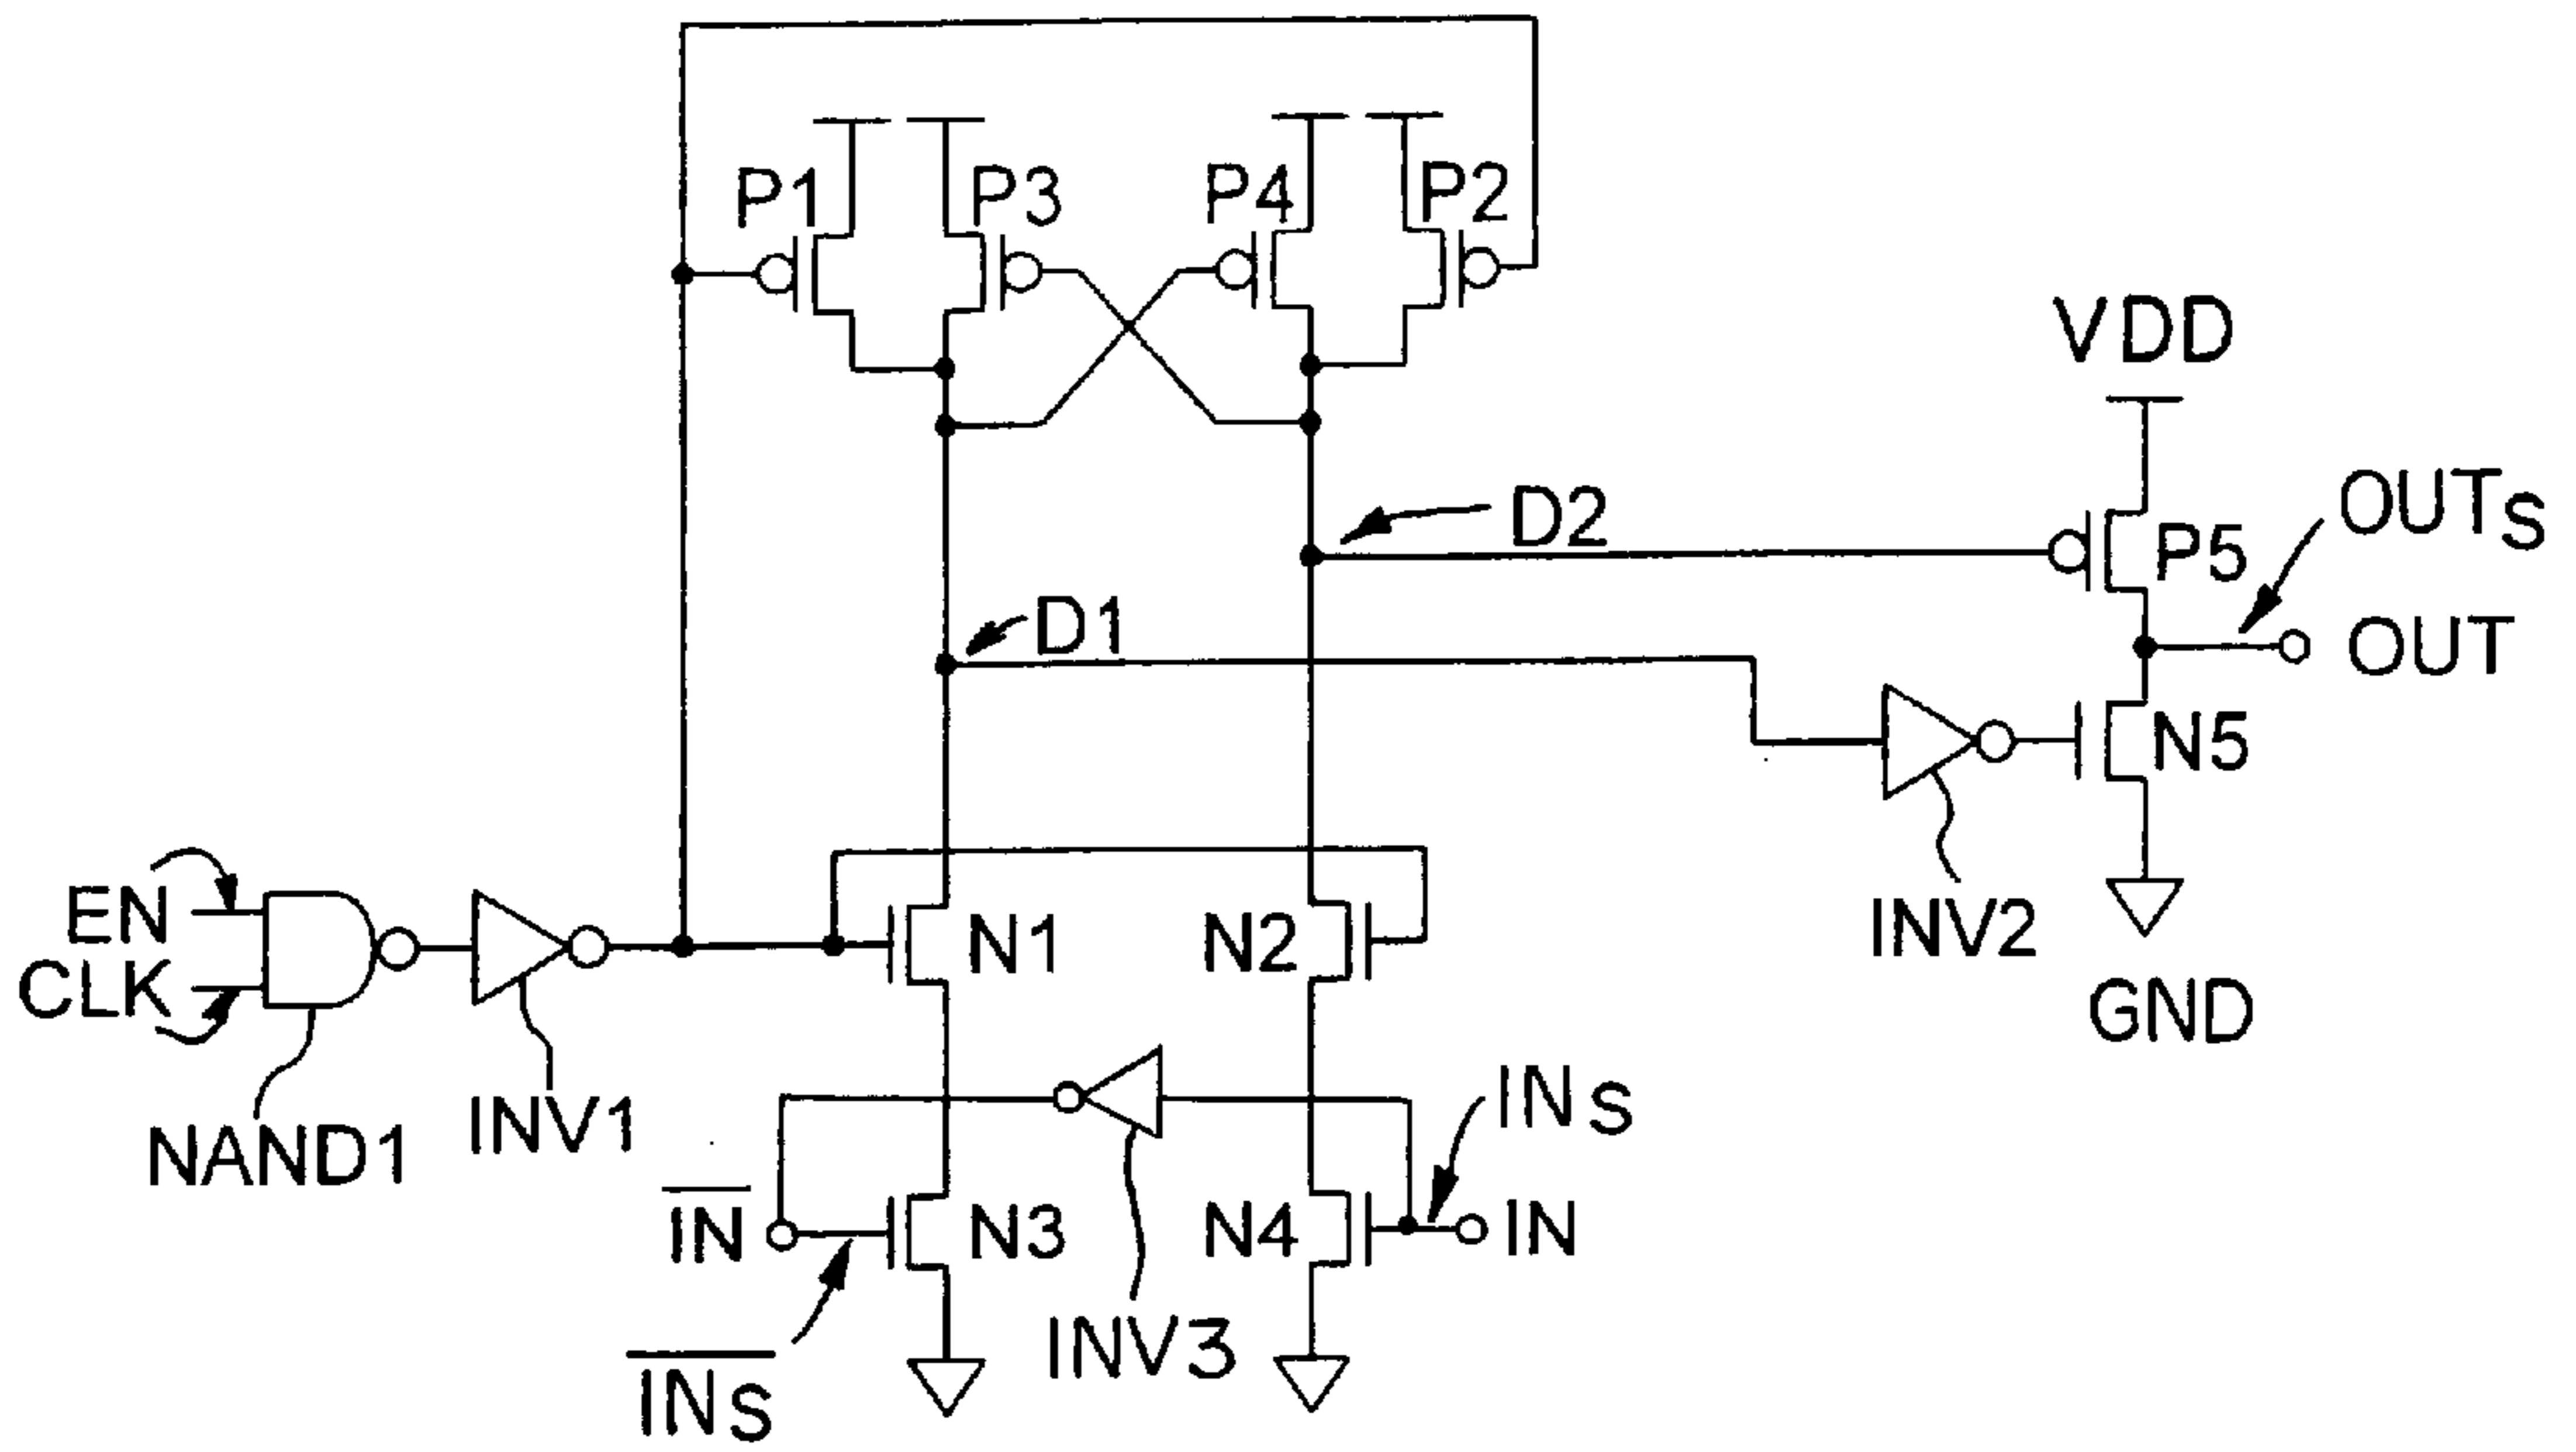 P1
P3
P4
P2
VDD
D2
P5
OUTS
D1
OUT
N5
EN
CLK
N1
N2
INV2
GND
NAND1
INV1
INS
IN
N3
N4
IN
INS
INV3